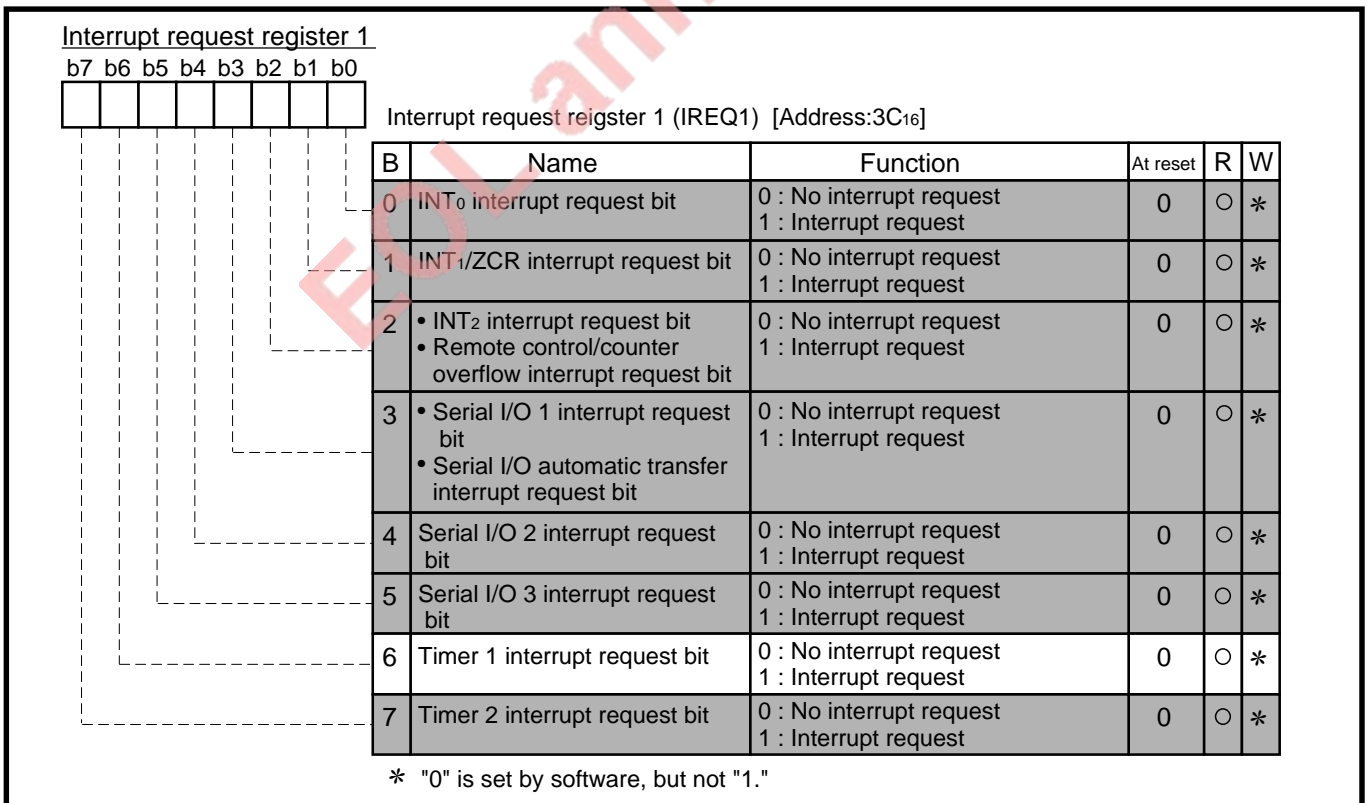 Interrupt request register 1
b7 b6 b5 b4 b3 b2 b1 b0
Interrupt request reigster 1 (IREQ1) [Address:3C16]
B Name Function At reset R W
0 INT0 interrupt request bit 0 : No interrupt request 0 ○ *
1 : Interrupt request
1 INT1/ZCR interrupt request bit 0 : No interrupt request 0 ○ *
1 : Interrupt request
2 • INT2 interrupt request bit 0 : No interrupt request 0 ○ *
• Remote control/counter 1 : Interrupt request
overflow interrupt request bit
3 • Serial I/O 1 interrupt request 0 : No interrupt request 0 ○ *
bit 1 : Interrupt request
• Serial I/O automatic transfer
interrupt request bit
4 Serial I/O 2 interrupt request 0 : No interrupt request 0 ○ *
bit 1 : Interrupt request
5 Serial I/O 3 interrupt request 0 : No interrupt request 0 ○ *
bit 1 : Interrupt request
6 Timer 1 interrupt request bit 0 : No interrupt request 0 ○ *
1 : Interrupt request
7 Timer 2 interrupt request bit 0 : No interrupt request 0 ○ *
1 : Interrupt request
* "0" is set by software, but not "1."
EOL